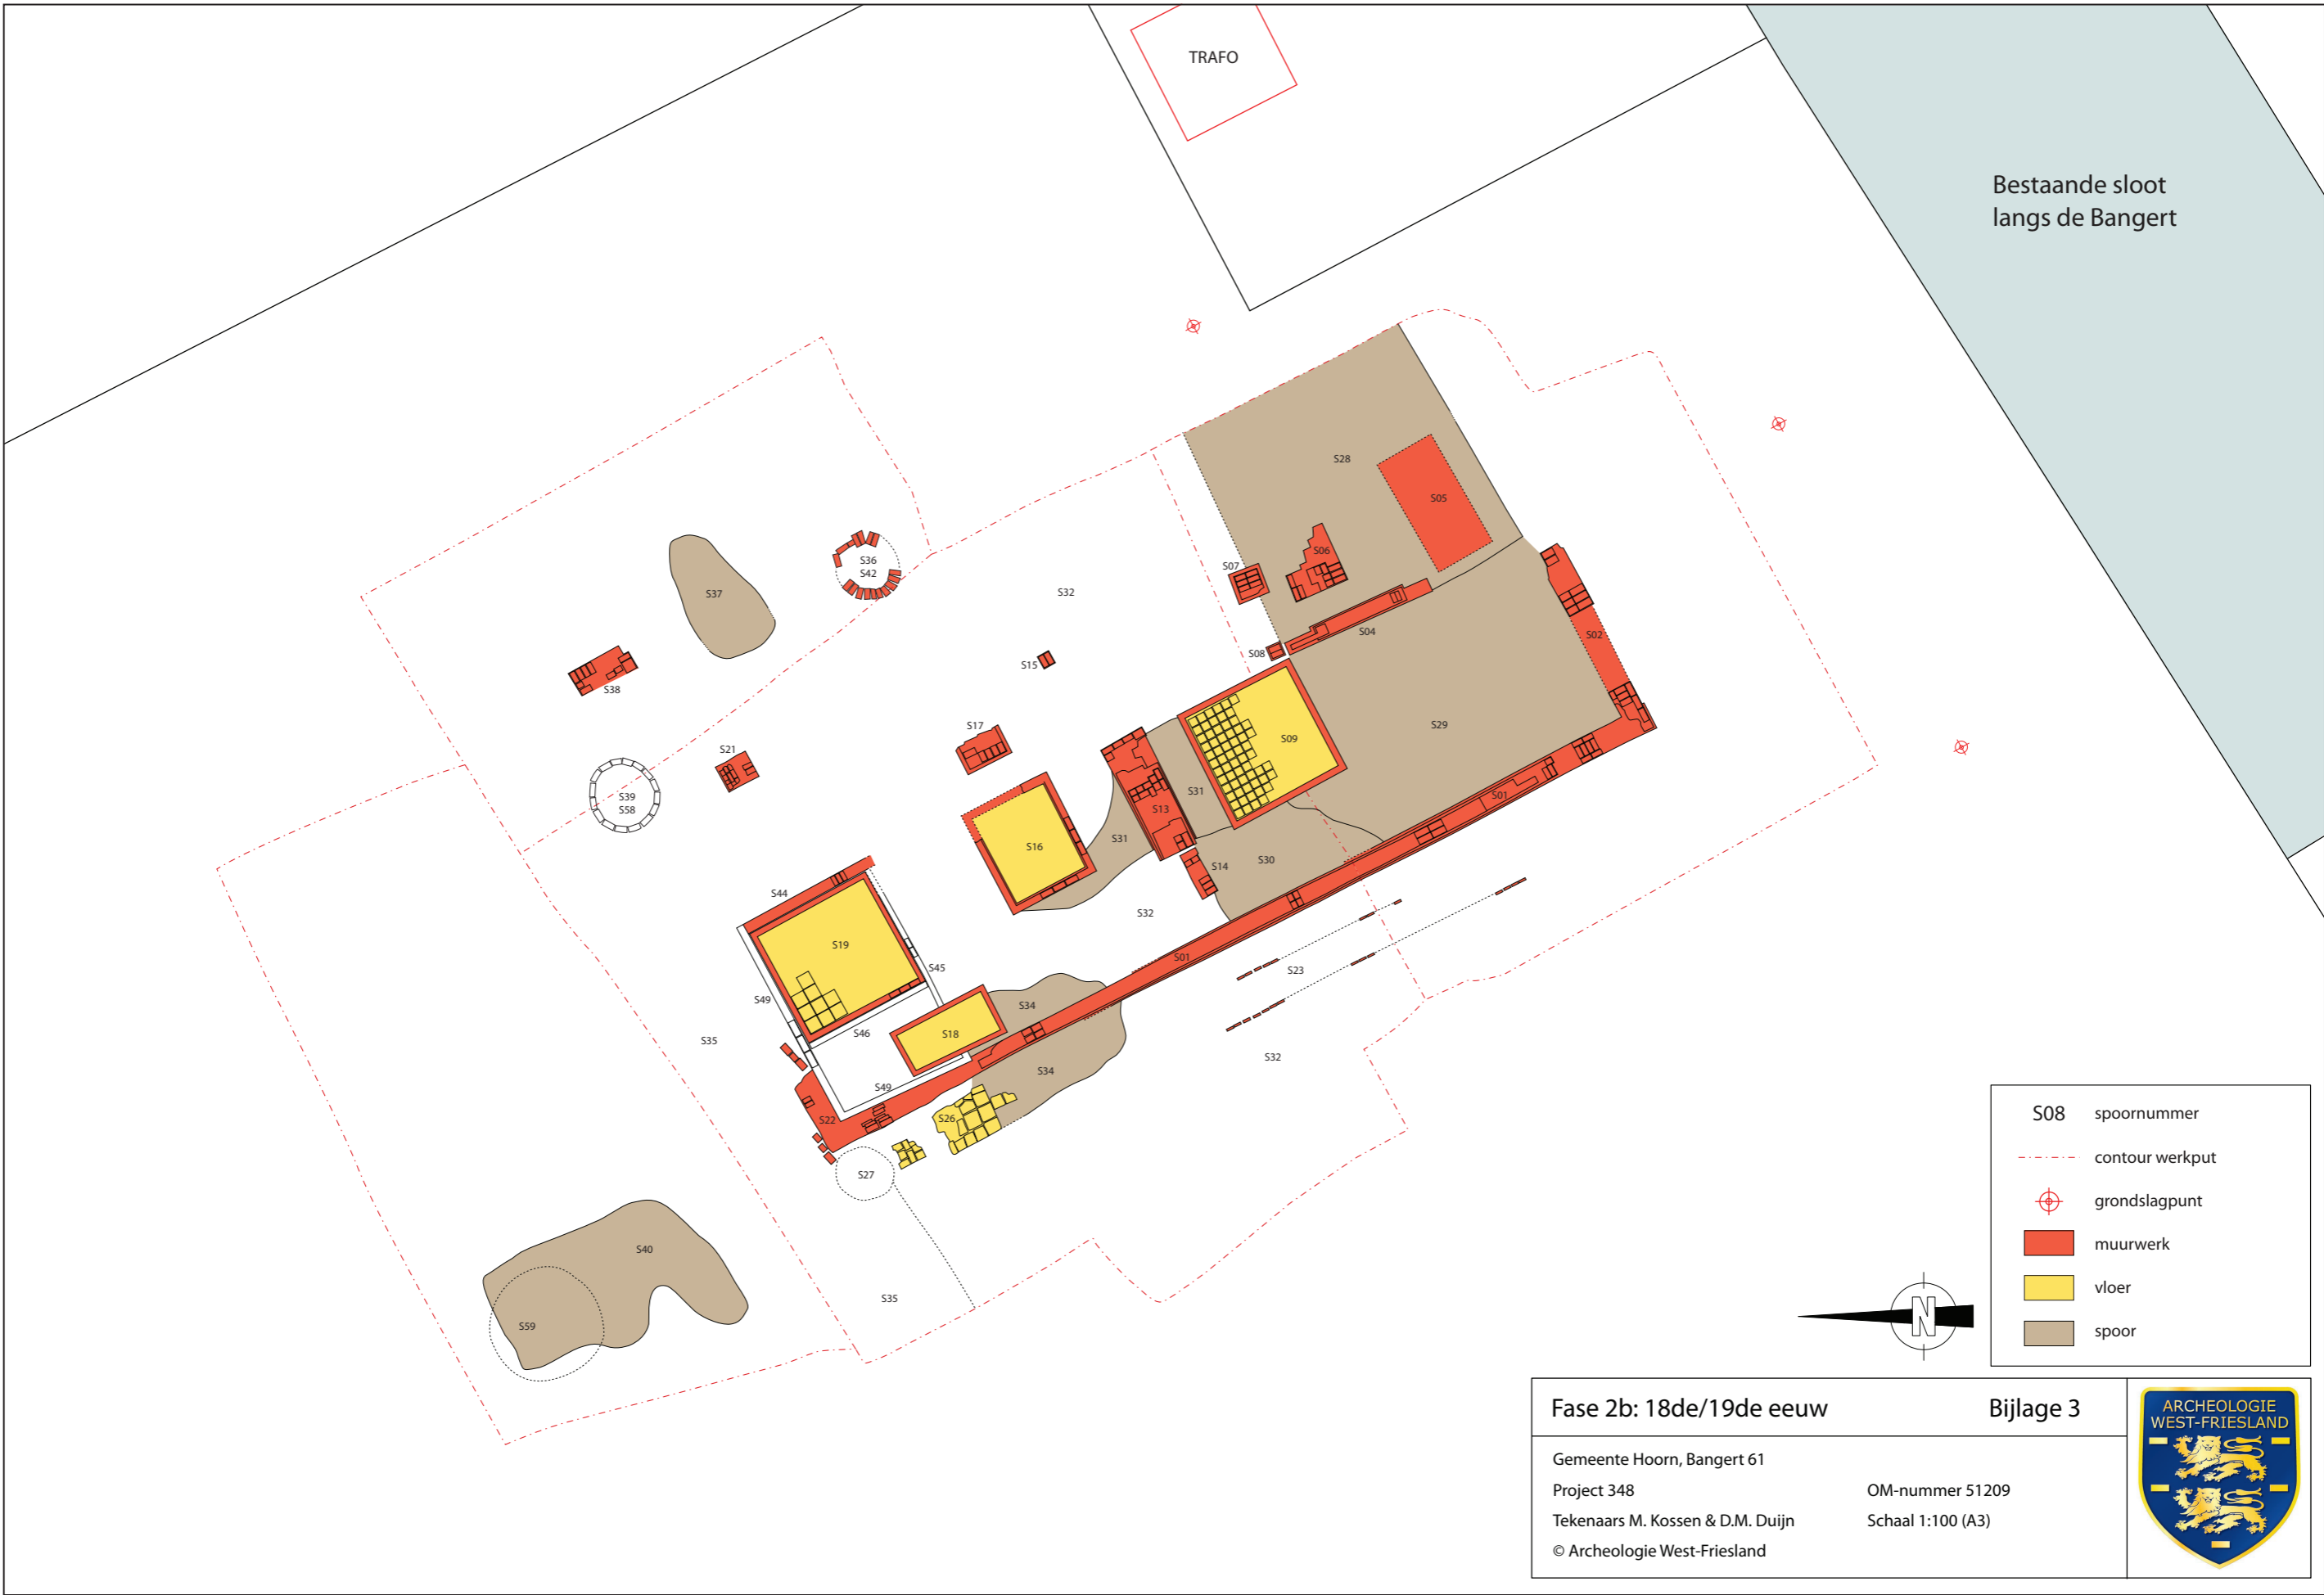 TRAFO
Bestaande sloot
langs de Bangert
S28
S05
S06
S07
S36
S42
S37
S32
S04
S02
S08
S15
S38
S17
S21
S29
S09
S39
S58
S31
S13
S01
S16
S31
S14
S30
S44
S32
S19
S01
S45
S23
S49
S34
S46
S18
S35
S32
S34
S49
S26
S22
S27
S40
S35
S59
S08 spoornummer
contour werkput
grondslagpunt
muurwerk
vloer
spoor
N
Fase 2b: 18de/19de eeuw Bijlage 3
Gemeente Hoorn, Bangert 61
Project 348 OM-nummer 51209
Tekenaars M. Kossen & D.M. Duijn Schaal 1:100 (A3)
© Archeologie West-Friesland
ARCHEOLOGIE
WEST-FRIESLAND